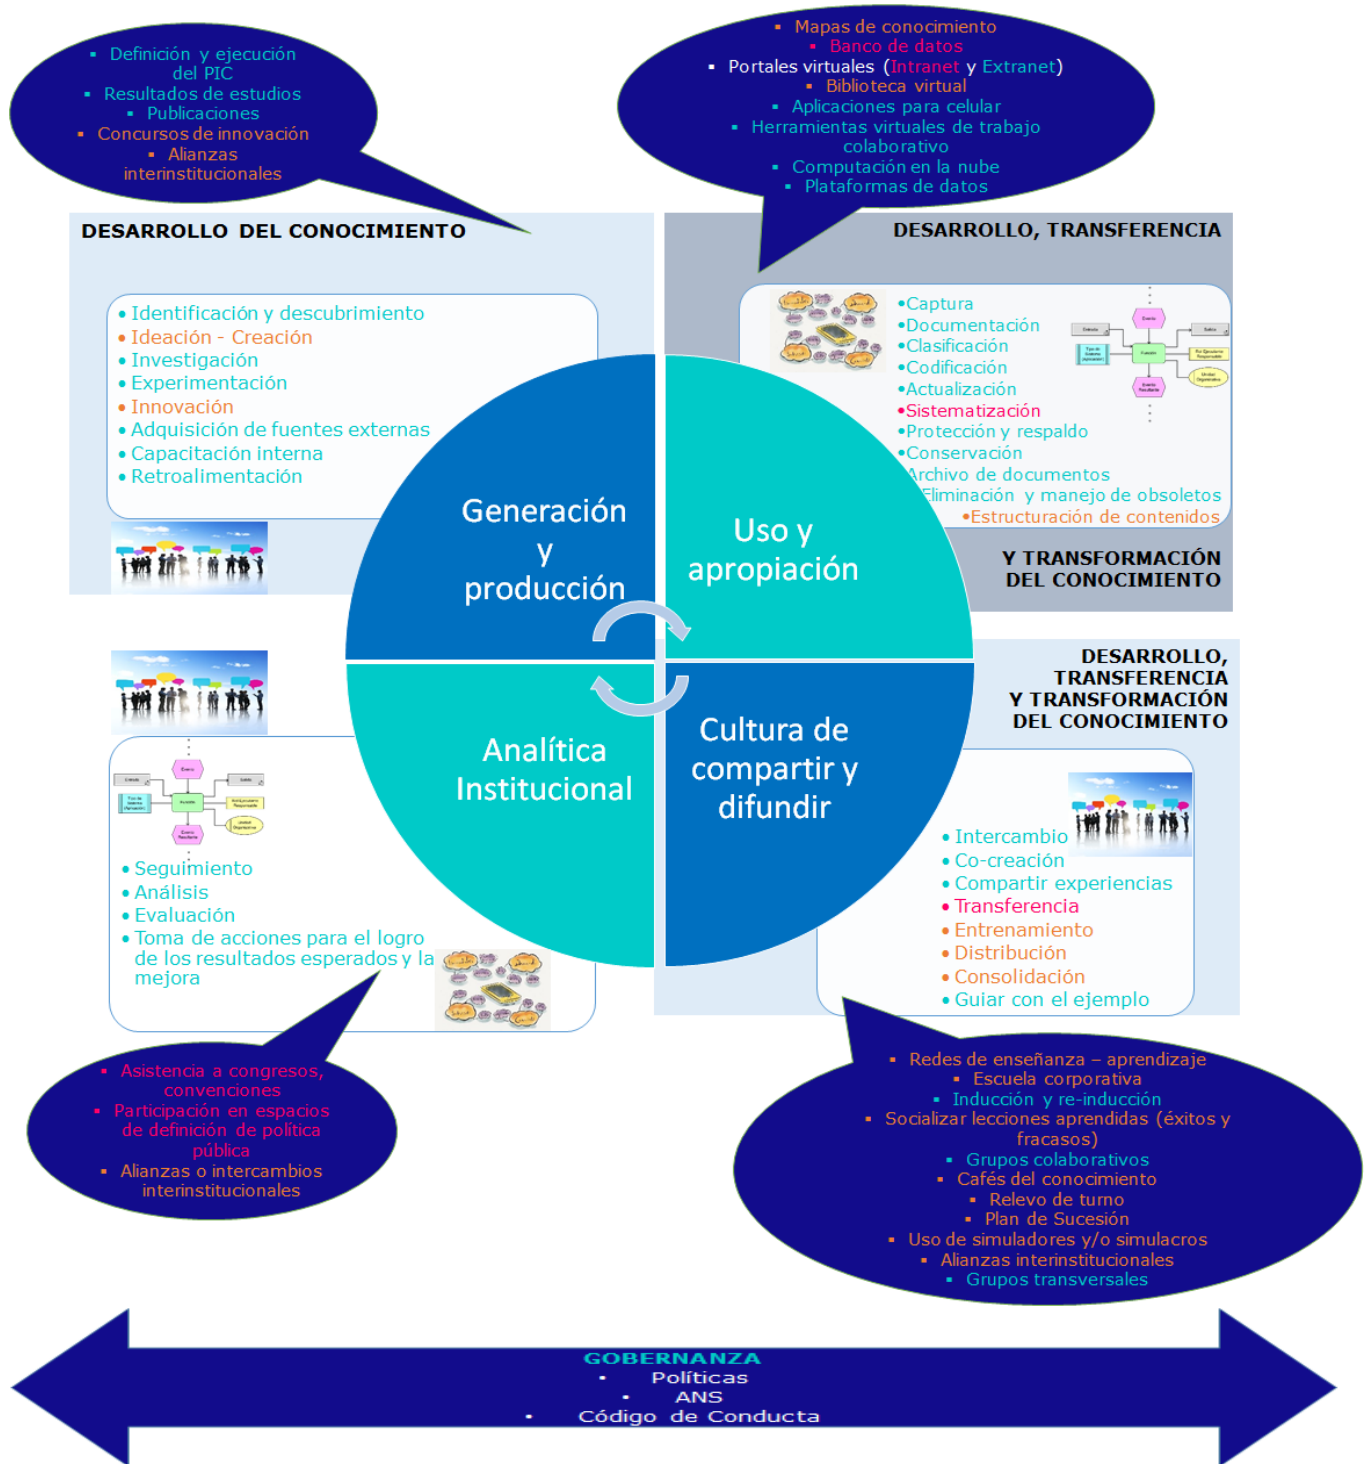 ▪ Definición y ejecución
del PIC
▪ Resultados de estudios
▪ Publicaciones
▪ Concursos de innovación
▪ Alianzas
interinstitucionales
▪ Mapas de conocimiento
▪ Banco de datos
▪ Portales virtuales (Intranet y Extranet)
▪ Biblioteca virtual
▪ Aplicaciones para celular
▪ Herramientas virtuales de trabajo
colaborativo
▪ Computación en la nube
▪ Plataformas de datos
DESARROLLO DEL CONOCIMIENTO
• Identificación y descubrimiento
• Ideación - Creación
• Investigación
• Experimentación
• Innovación
• Adquisición de fuentes externas
• Capacitación interna
• Retroalimentación
DESARROLLO, TRANSFERENCIA
•Captura
•Documentación
•Clasificación
•Codificación
•Actualización
•Sistematización
•Protección y respaldo
•Conservación
Archivo de documentos
Eliminación y manejo de obsoletos
•Estructuración de contenidos
Evento
Función
Evento
Resultante
Y TRANSFORMACIÓN
DEL CONOCIMIENTO
Generación
y
producción
Uso y
apropiación
Analítica
Institucional
Cultura de
compartir y
difundir
DESARROLLO,
TRANSFERENCIA
Y TRANSFORMACIÓN
DEL CONOCIMIENTO
• Intercambio
• Co-creación
• Compartir experiencias
• Transferencia
• Entrenamiento
• Distribución
• Consolidación
• Guiar con el ejemplo
Evento
Evento
Resultante
• Seguimiento
• Análisis
• Evaluación
• Toma de acciones para el logro
de los resultados esperados y la
mejora
▪ Asistencia a congresos,
convenciones
▪ Participación en espacios
de definición de política
pública
▪ Alianzas o intercambios
interinstitucionales
▪ Redes de enseñanza – aprendizaje
▪ Escuela corporativa
▪ Inducción y re-inducción
▪ Socializar lecciones aprendidas (éxitos y
fracasos)
▪ Grupos colaborativos
▪ Cafés del conocimiento
▪ Relevo de turno
▪ Plan de Sucesión
▪ Uso de simuladores y/o simulacros
▪ Alianzas interinstitucionales
▪ Grupos transversales
GOBERNANZA
• Políticas
• ANS
• Código de Conducta